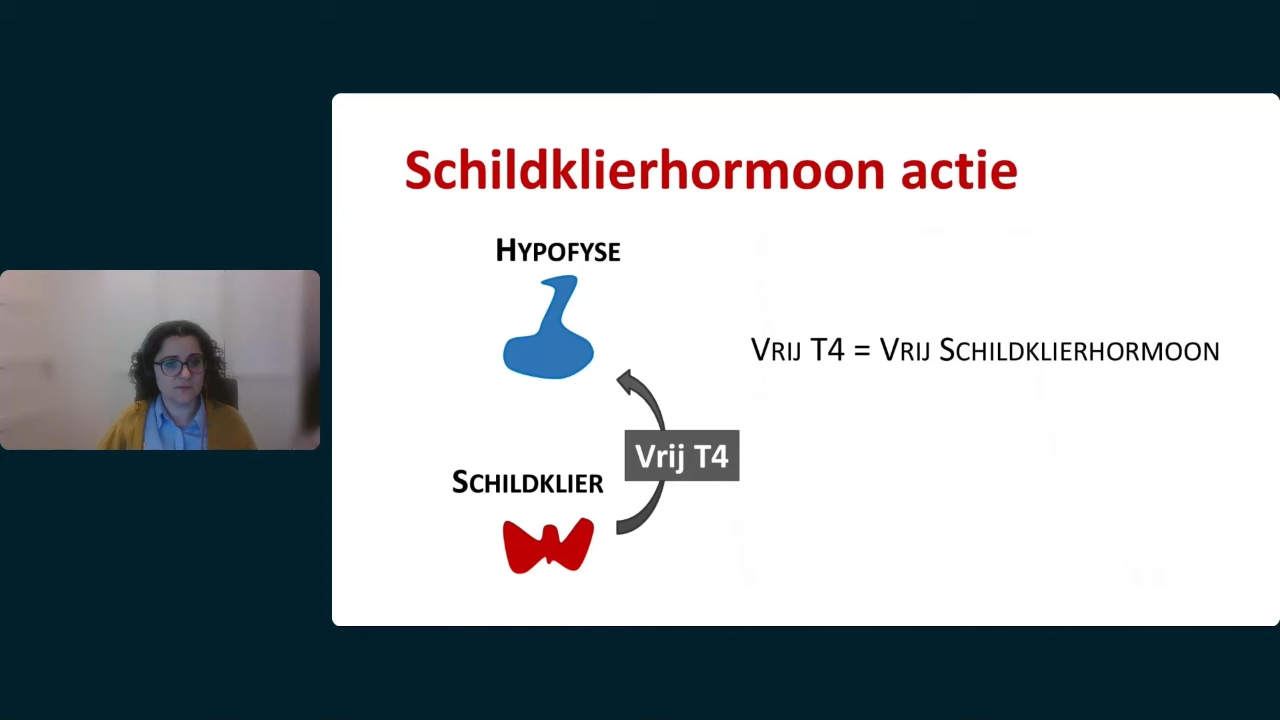 Schildklierhormoon actie
HYPOFYSE
VRIJ T4 = VRIJ SCHILDKLIERHORMOON
Vrij T4
SCHILDKLIER